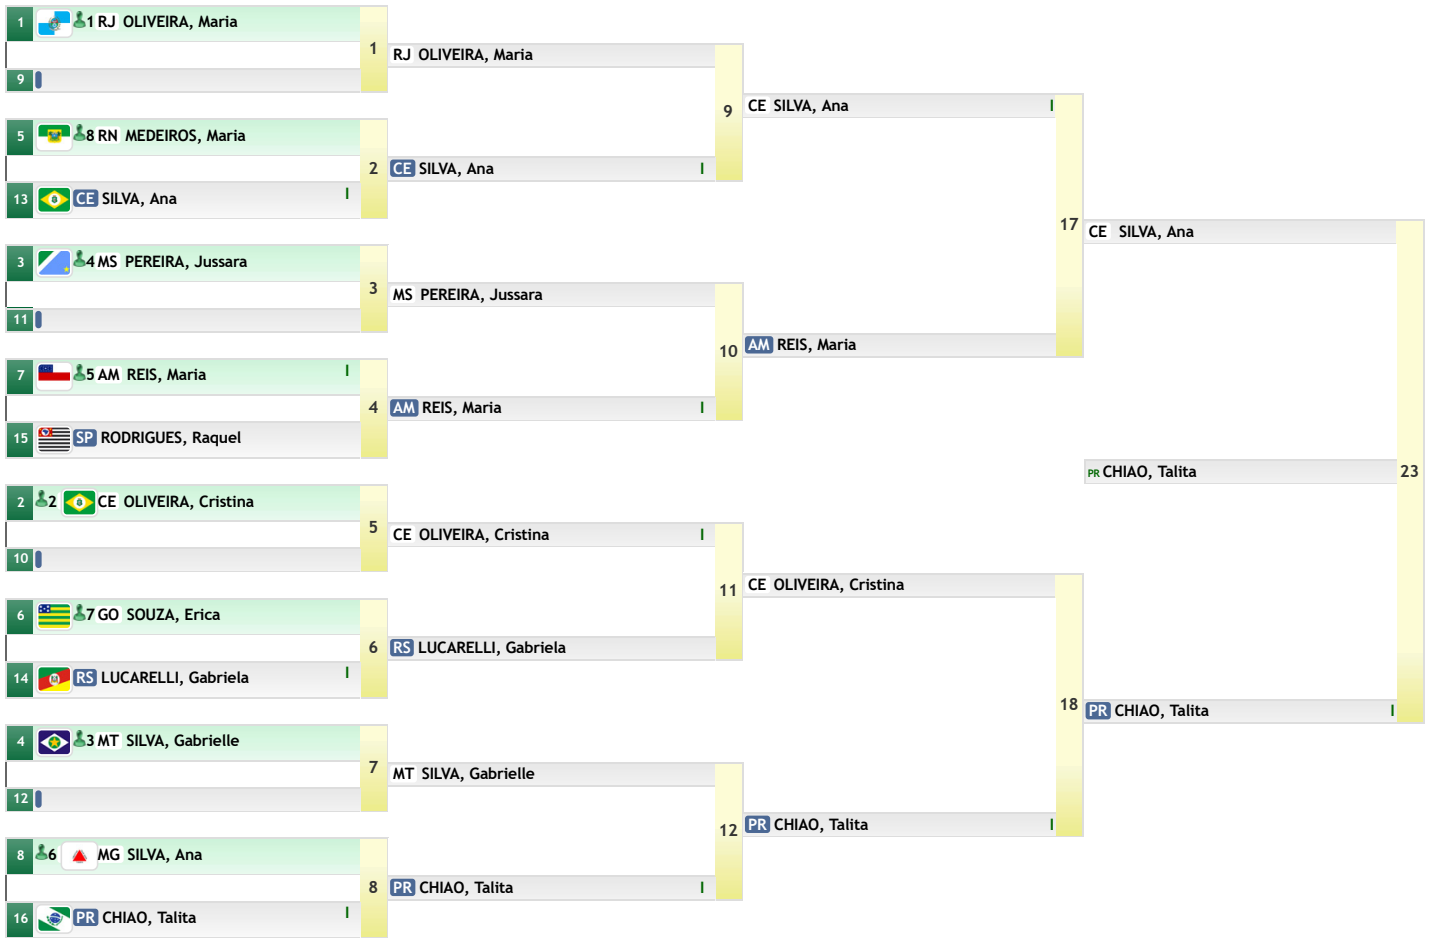 1 1 RJ OLIVEIRA, Maria
1
9
5 8 RN MEDEIROS, Maria
2
13 CE SILVA, Ana I
3 4 MS PEREIRA, Jussara
3
11
7 5 AM REIS, Maria I
4
15 SP RODRIGUES, Raquel
2 2 CE OLIVEIRA, Cristina
5
10
6 7 GO SOUZA, Erica
6
14 RS LUCARELLI, Gabriela I
4 3 MT SILVA, Gabrielle
7
12
8 6 MG SILVA, Ana
8
16 PR CHIAO, Talita I
RJ OLIVEIRA, Maria
9
CE SILVA, Ana I
MS PEREIRA, Jussara
10
AM REIS, Maria I
CE OLIVEIRA, Cristina I
11
RS LUCARELLI, Gabriela
MT SILVA, Gabrielle
12
PR CHIAO, Talita I
CE SILVA, Ana I
17
AM REIS, Maria
CE OLIVEIRA, Cristina
18
PR CHIAO, Talita I
CE SILVA, Ana
PR CHIAO, Talita
23
PR CHIAO, Talita I